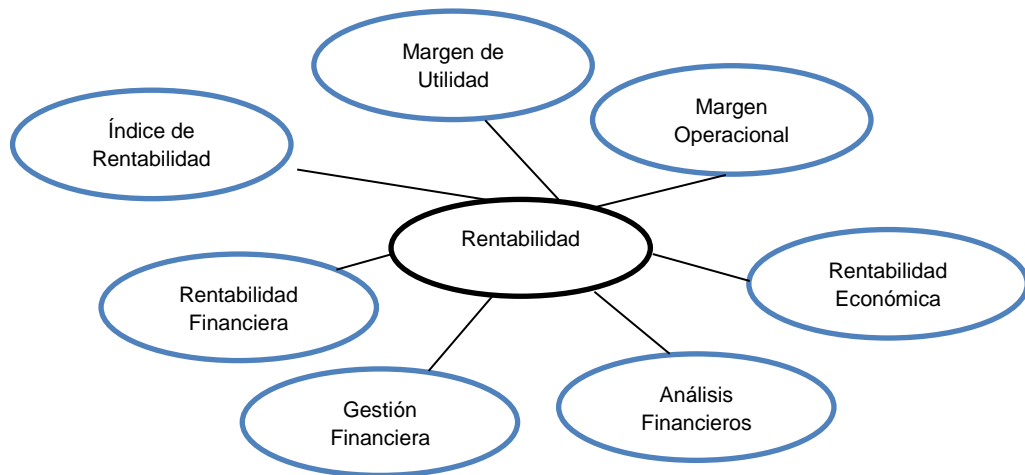 Margen de
Utilidad
Margen
Operacional
Índice de
Rentabilidad
Rentabilidad
Rentabilidad
Económica
Rentabilidad
Financiera
Análisis
Financieros
Gestión
Financiera